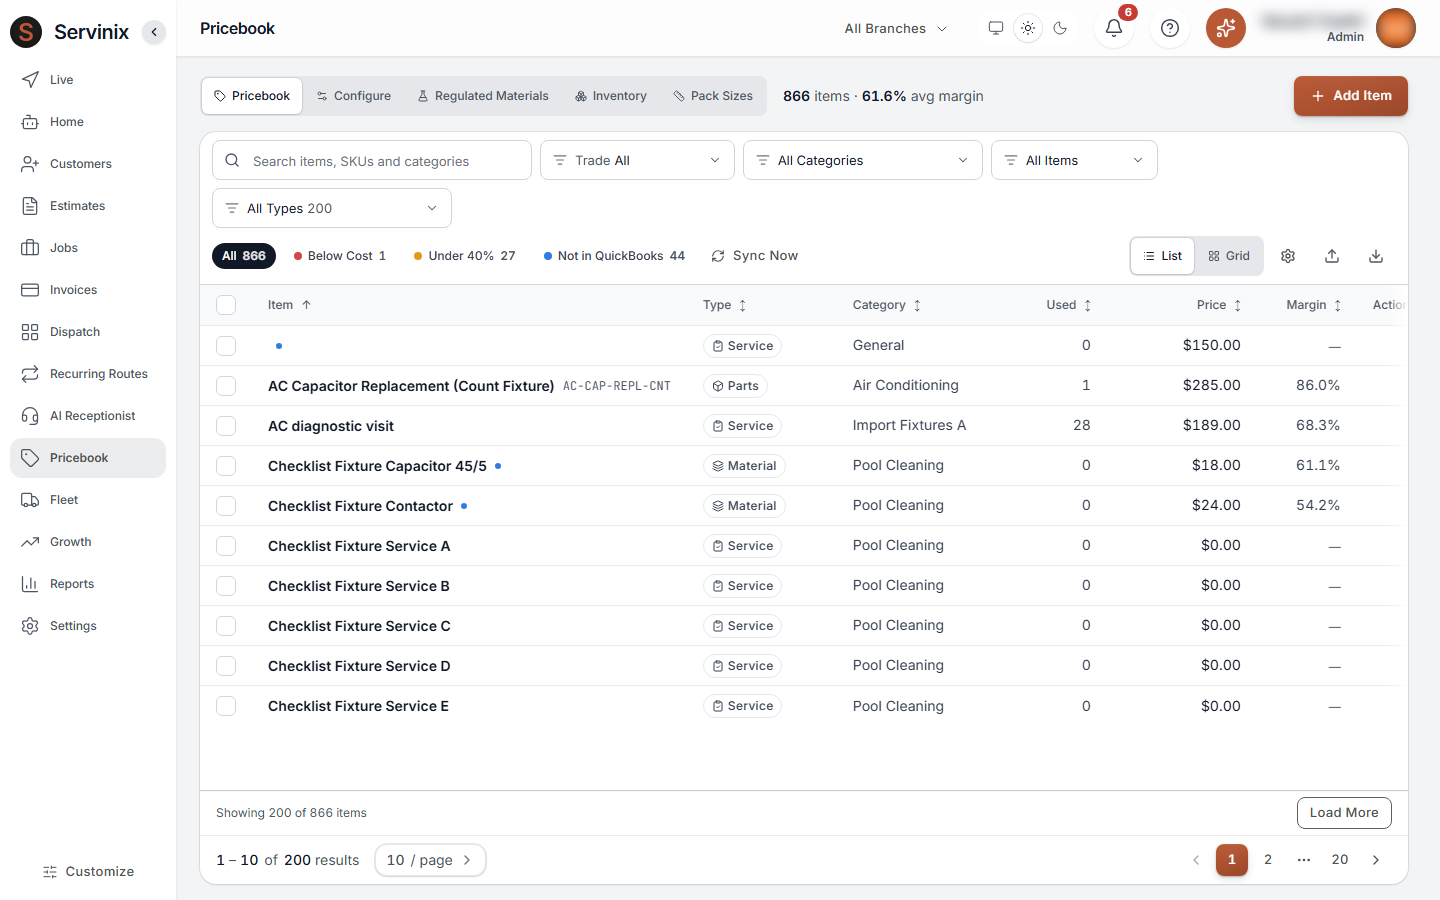 Servinix
Live
Home
Customers
Estimates
Jobs
Invoices
Dispatch
Recurring Routes
AI Receptionist
Pricebook
Fleet
Growth
Reports
Settings
Customize
Pricebook
All Branches
6
Admin
Pricebook Configure Regulated Materials Inventory Pack Sizes 866 items · 61.6% avg margin
Add Item
Search items, SKUs and categories Trade All All Categories All Items
All Types 200
All 866 Below Cost 1 Under 40% 27 Not in QuickBooks 44 Sync Now List Grid
Item Type Category Used Price Margin
Service General 0 $150.00 —
AC Capacitor Replacement (Count Fixture) AC-CAP-REPL-CNT Parts Air Conditioning 1 $285.00 86.0%
AC diagnostic visit Service Import Fixtures A 28 $189.00 68.3%
Checklist Fixture Capacitor 45/5 Material Pool Cleaning 0 $18.00 61.1%
Checklist Fixture Contactor Material Pool Cleaning 0 $24.00 54.2%
Checklist Fixture Service A Service Pool Cleaning 0 $0.00 —
Checklist Fixture Service B Service Pool Cleaning 0 $0.00 —
Checklist Fixture Service C Service Pool Cleaning 0 $0.00 —
Checklist Fixture Service D Service Pool Cleaning 0 $0.00 —
Checklist Fixture Service E Service Pool Cleaning 0 $0.00 —
Showing 200 of 866 items Load More
1 – 10 of 200 results 10 / page 1 2 ••• 20